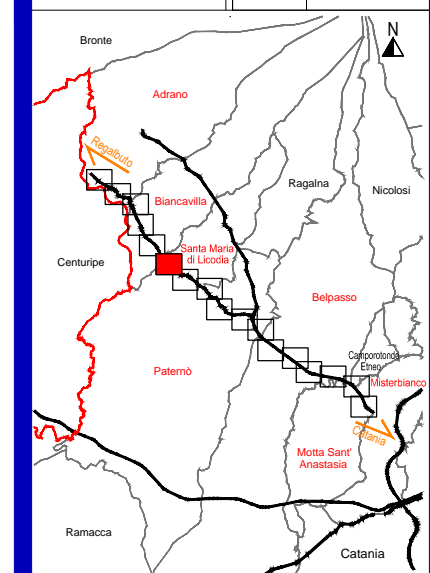 Bronte
N
Adrano
Regalbuto
Ragalna
Nicolosi
Biancavilla
Santa Maria
di Licodia
Centuripe
Belpasso
Camporotondo
Etneo
Paternò
Misterbianco
Catania
Motta Sant'
Anastasia
Ramacca
Catania